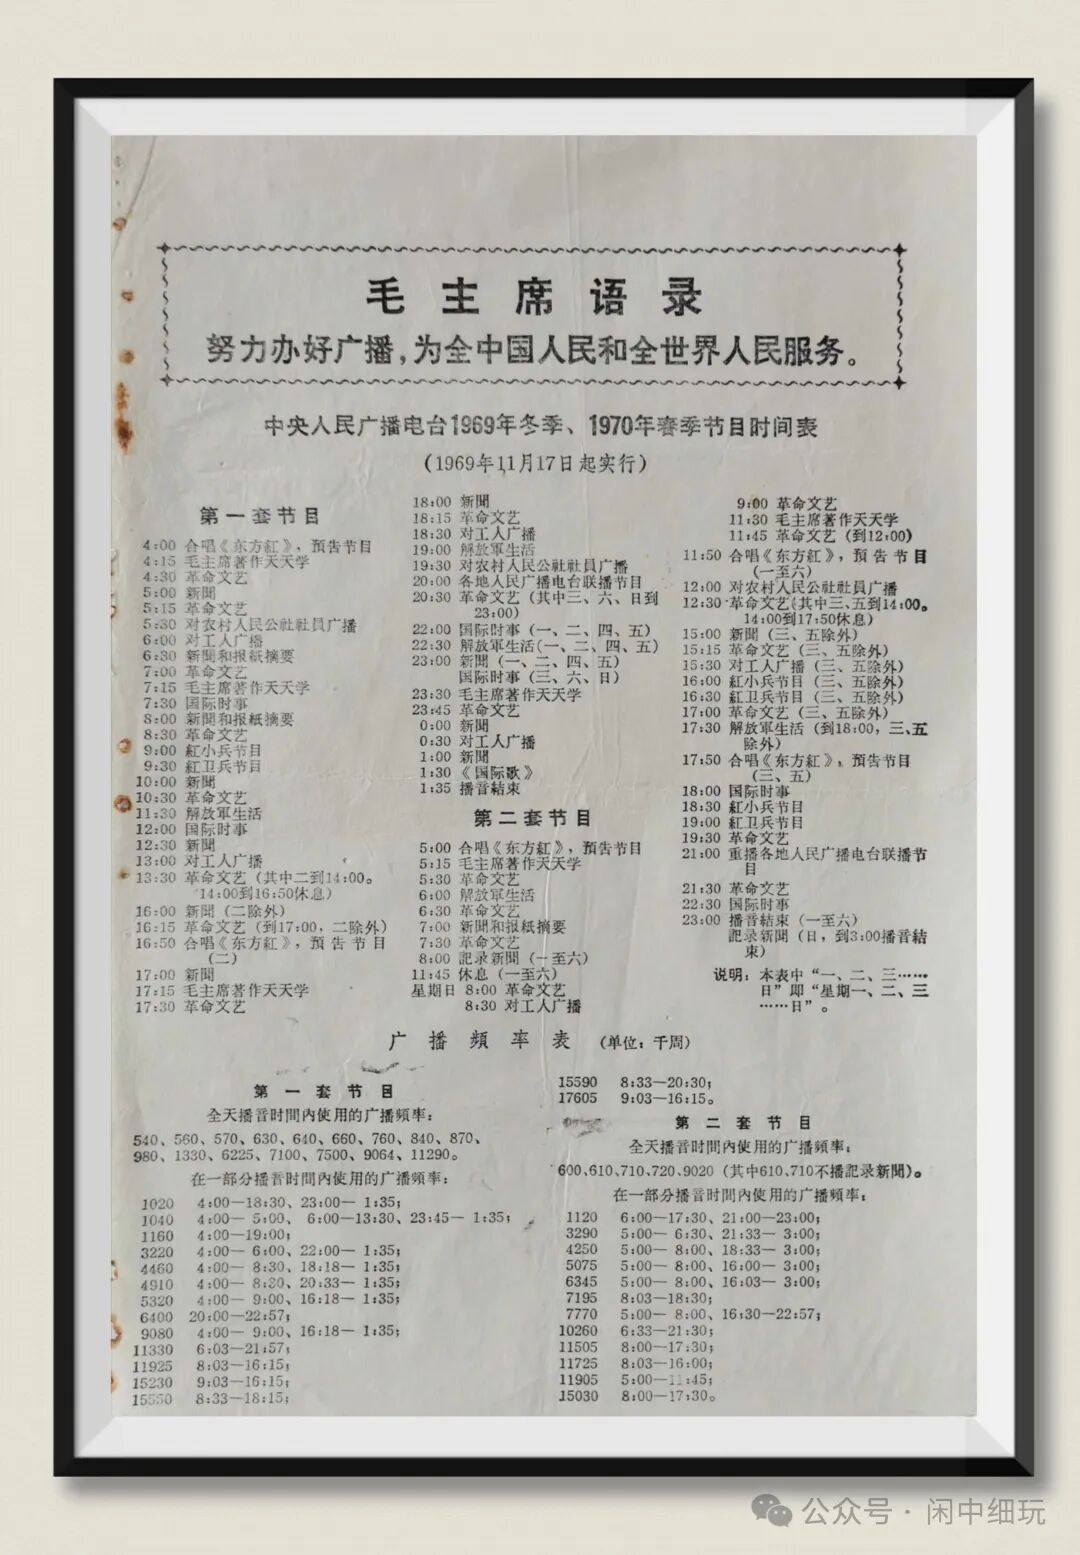 毛主席语录
努力办好广播，为全中国人民和全世界人民服务。
中央人民广播电台1969年冬季、1970年春季节目时间表
（1969年11月17日起实行）
第一套节目
4:00 合唱《东方紅》，預告节目
4:15 毛主席著作天天学
4:30 革命文艺
5:00 新聞
5:15 革命文艺
5:30 对农村人民公社社員广播
6:00 对工人广播
6:30 新聞和报紙摘要
7:00 革命文艺
7:15 毛主席著作天天学
7:30 国际时事
8:00 新聞和报紙摘要
8:30 革命文艺
9:00 紅小兵节目
9:30 紅卫兵节目
10:00 新聞
10:30 革命文艺
11:30 解放軍生活
12:00 国际时事
12:30 新聞
13:00 对工人广播
13:30 革命文艺（其中二到14:00。
14:00到16:50休息）
16:00 新聞（二除外）
16:15 革命文艺（到17:00，二除外）
16:50 合唱《东方紅》，預告节目
（二）
17:00 新聞
17:15 毛主席著作天天学
17:30 革命文艺
18:00 新聞
18:15 革命文艺
18:30 对工人广播
19:00 解放軍生活
19:30 对农村人民公社社員广播
20:00 各地人民广播电台联播节目
20:30 革命文艺（其中三、六、日到
23:00）
22:00 国际时事（一、二、四、五）
22:30 解放軍生活（一、二、四、五）
23:00 新聞（一、二、四、五）
国际时事（三、六、日）
23:30 毛主席著作天天学
23:45 革命文艺
0:00 新聞
0:30 对工人广播
1:00 新聞
1:30 《国际歌》
1:35 播音結束
第二套节目
5:00 合唱《东方紅》，預告节目
5:15 毛主席著作天天学
5:30 革命文艺
6:00 解放軍生活
6:30 革命文艺
7:00 新聞和报紙摘要
7:30 革命文艺
8:00 記录新聞（一至六）
11:45 休息（一至六）
星期日 8:00 革命文艺
8:30 对工人广播
9:00 革命文艺
11:30 毛主席著作天天学
11:45 革命文艺（到12:00）
11:50 合唱《东方紅》，預告节目
（一至六）
12:00 对农村人民公社社員广播
12:30 革命文艺（其中三、五到14:00。
14:00到17:50休息）
15:00 新聞（三、五除外）
15:15 革命文艺（三、五除外）
15:30 对工人广播（三、五除外）
16:00 紅小兵节目（三、五除外）
16:30 紅卫兵节目（三、五除外）
17:00 革命文艺（三、五除外）
17:30 解放軍生活（到18:00，三、五
除外）
17:50 合唱《东方紅》，預告节目
（三、五）
18:00 国际时事
18:30 紅小兵节目
19:00 紅卫兵节目
19:30 革命文艺
21:00 重播各地人民广播电台联播节
目
21:30 革命文艺
22:30 国际时事
23:00 播音結束（一至六）
記录新聞（日，到3:00播音結
束）
说明：本表中“一、二、三……
日”即“星期一、二、三
……日”。
广播頻率表 （单位：千周）
第一套节目
全天播音时間內使用的广播頻率：
540、560、570、630、640、660、760、840、870、
980、1330、6225、7100、7500、9064、11290。
在一部分播音时間內使用的广播頻率：
1020 4:00—18:30、23:00—1:35；
1040 4:00—5:00、6:00—13:30、23:45—1:35；
1160 4:00—19:00；
3220 4:00—6:00、22:00—1:35；
4460 4:00—8:30、18:18—1:35；
4910 4:00—8:30、20:33—1:35；
5320 4:00—9:00、16:18—1:35；
6400 20:00—22:57；
9080 4:00—9:00、16:18—1:35；
11330 6:03—21:57；
11925 8:03—16:15；
15230 9:03—16:15；
15550 8:33—18:15；
15590 8:33—20:30；
17605 9:03—16:15。
第二套节目
全天播音时間內使用的广播頻率：
600、610、710、720、9020（其中610、710不播記录新聞）。
在一部分播音时間內使用的广播頻率：
1120 6:00—17:30、21:00—23:00；
3290 5:00—6:30、21:33—3:00；
4250 5:00—8:00、18:33—3:00；
5075 5:00—8:00、16:00—3:00；
6345 5:00—8:00、16:03—3:00；
7195 8:03—18:30；
7770 5:00—8:00、16:30—22:57；
10260 6:33—21:30；
11505 8:00—17:30；
11725 8:03—16:00；
11905 5:00—11:45；
15030 8:00—17:30。
公众号·闲中细玩